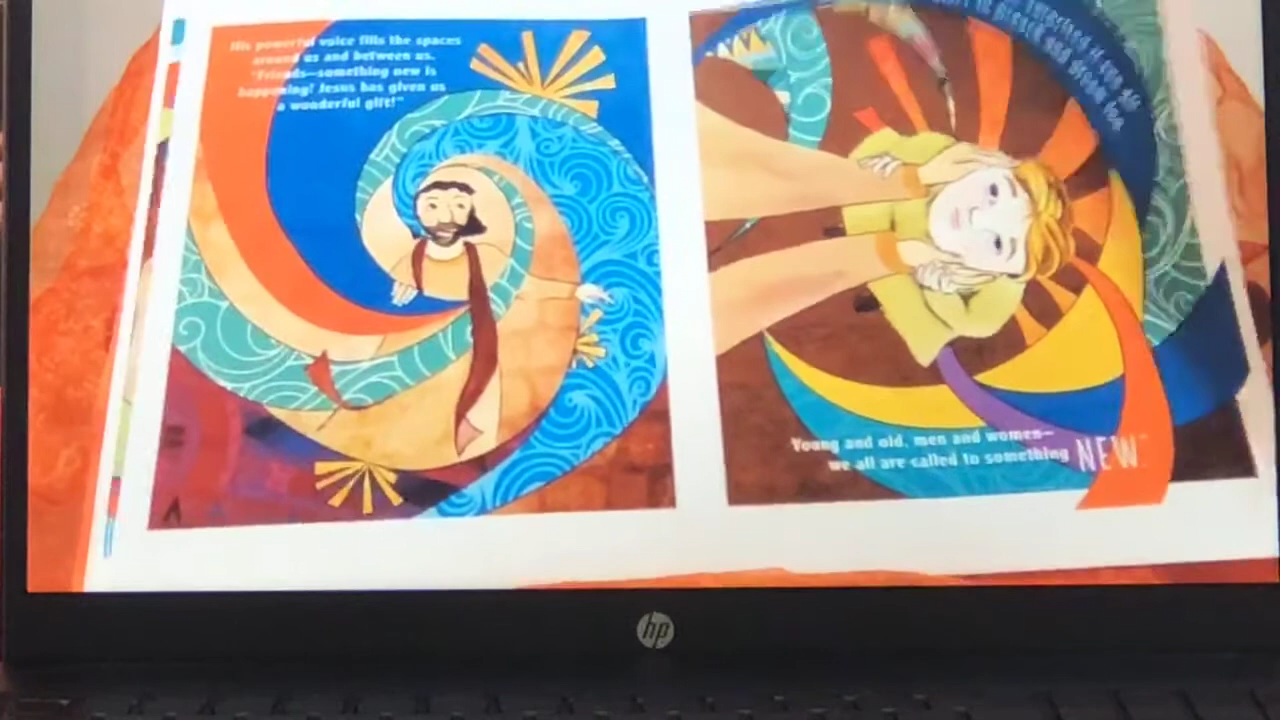 His powerful voice fills the spaces
around us and between us.
"Friends—something new is
happening! Jesus has given us
a wonderful gift!"
Young and old, men and women—
we all are called to something NEW.
hp